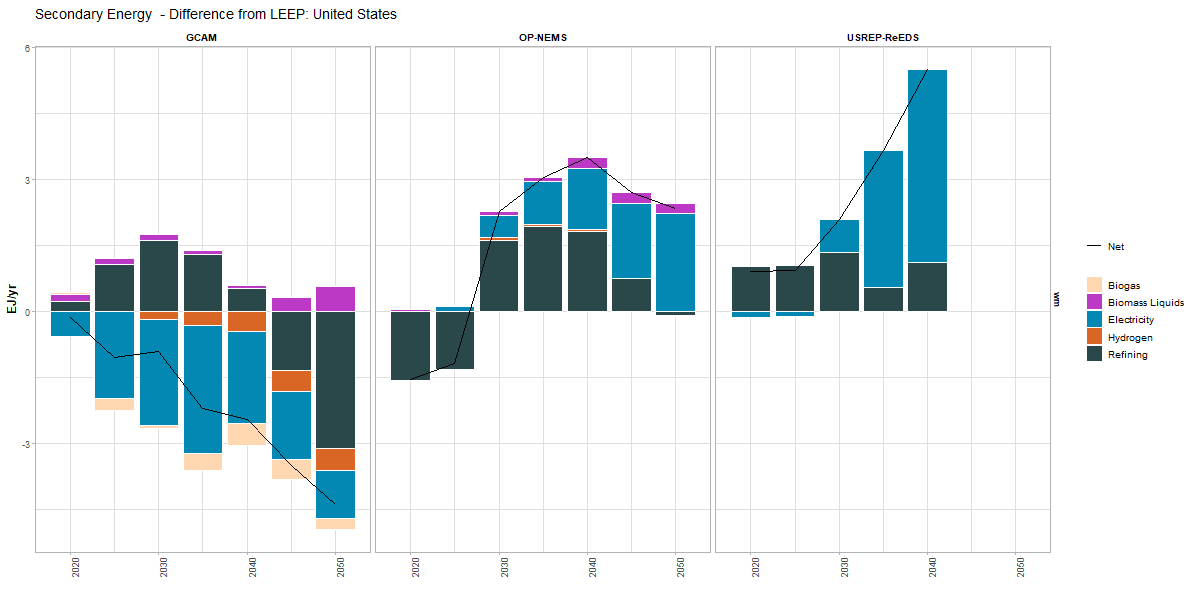 Secondary Energy - Difference from LEEP: United States
GCAM
OP-NEMS
USREP-ReEDS
6
3
0
-3
EJ/yr
2020
2030
2040
2050
2020
2030
2040
2050
2020
2030
2040
2050
wm
Net
Biogas
Biomass Liquids
Electricity
Hydrogen
Refining